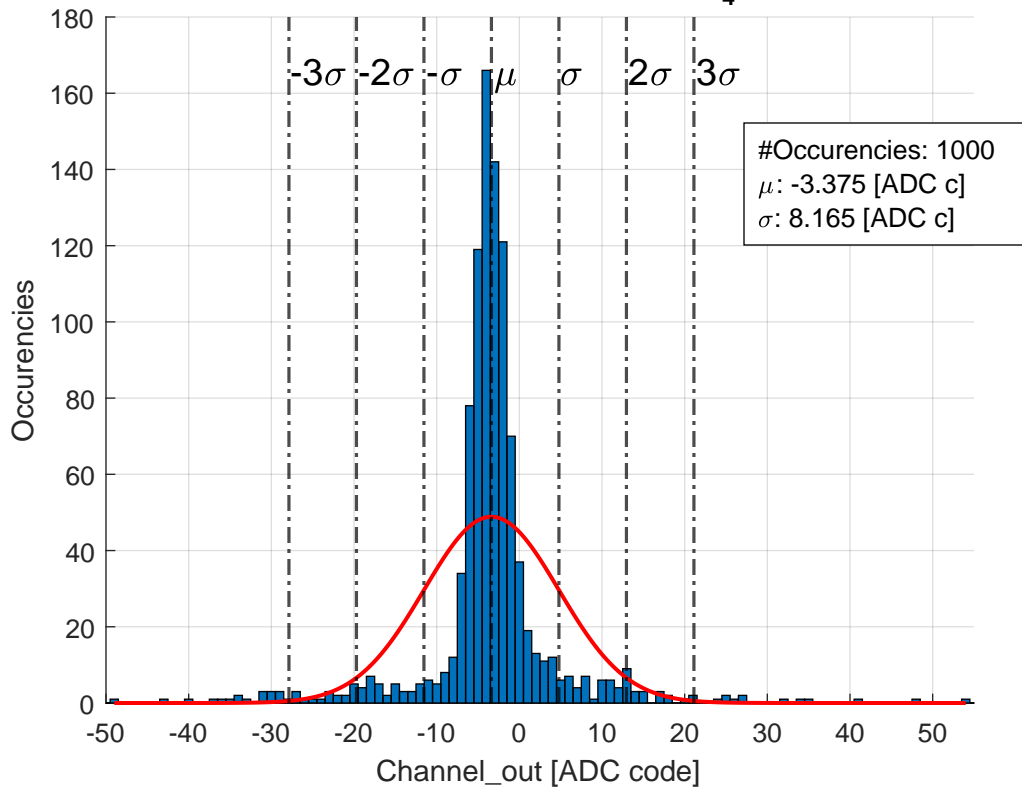 4
180
160
140
120
100
80
60
40
20
0
-3σ -2σ -σ μ σ 2σ 3σ
#Occurencies: 1000
μ: -3.375 [ADC c]
σ: 8.165 [ADC c]
Occurencies
-50 -40 -30 -20 -10 0 10 20 30 40 50
Channel_out [ADC code]